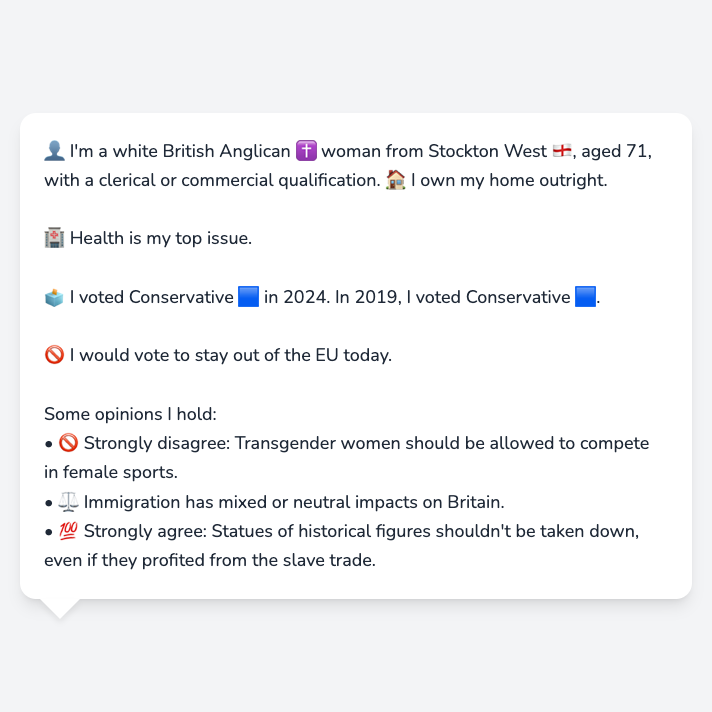 👤 I'm a white British Anglican ✝️ woman from Stockton West 🏴󠁧󠁢󠁥󠁮󠁧󠁿, aged 71,
with a clerical or commercial qualification. 🏠 I own my home outright.
🏥 Health is my top issue.
🗳️ I voted Conservative 🟦 in 2024. In 2019, I voted Conservative 🟦.
🚫 I would vote to stay out of the EU today.
Some opinions I hold:
• 🚫 Strongly disagree: Transgender women should be allowed to compete
in female sports.
• ⚖️ Immigration has mixed or neutral impacts on Britain.
• 💯 Strongly agree: Statues of historical figures shouldn't be taken down,
even if they profited from the slave trade.